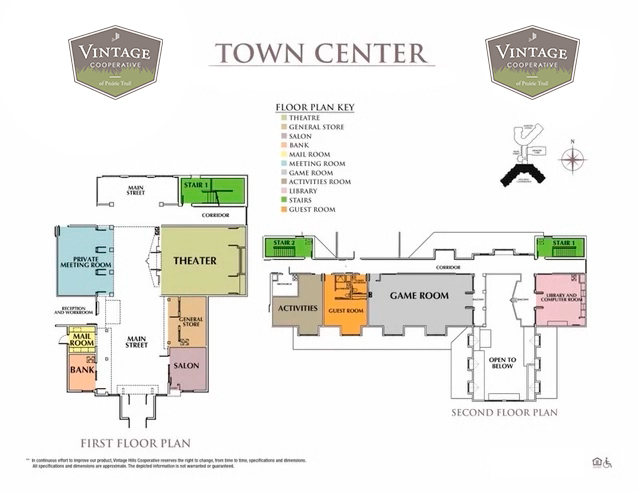 VINTAGE
COOPERATIVE
of Prairie Trail
TOWN CENTER
VINTAGE
COOPERATIVE
of Prairie Trail
FLOOR PLAN KEY
THEATRE
GENERAL STORE
SALON
BANK
MAIL ROOM
MEETING ROOM
GAME ROOM
ACTIVITIES ROOM
LIBRARY
STAIRS
GUEST ROOM
N
MAIN
STREET
STAIR 1
CORRIDOR
PRIVATE
MEETING ROOM
THEATER
RECEPTION
AND WORKROOM
MAIL
ROOM
BANK
MAIN
STREET
GENERAL
STORE
SALON
FIRST FLOOR PLAN
STAIR 2
CORRIDOR
STAIR 1
ACTIVITIES
GUEST ROOM
GAME ROOM
LIBRARY AND
COMPUTER ROOM
OPEN TO
BELOW
SECOND FLOOR PLAN
** In continuous effort to improve our product, Vintage Hills Cooperative reserves the right to change, from time to time, specifications and dimensions.
All specifications and dimensions are approximate. The depicted information is not warranted or guaranteed.